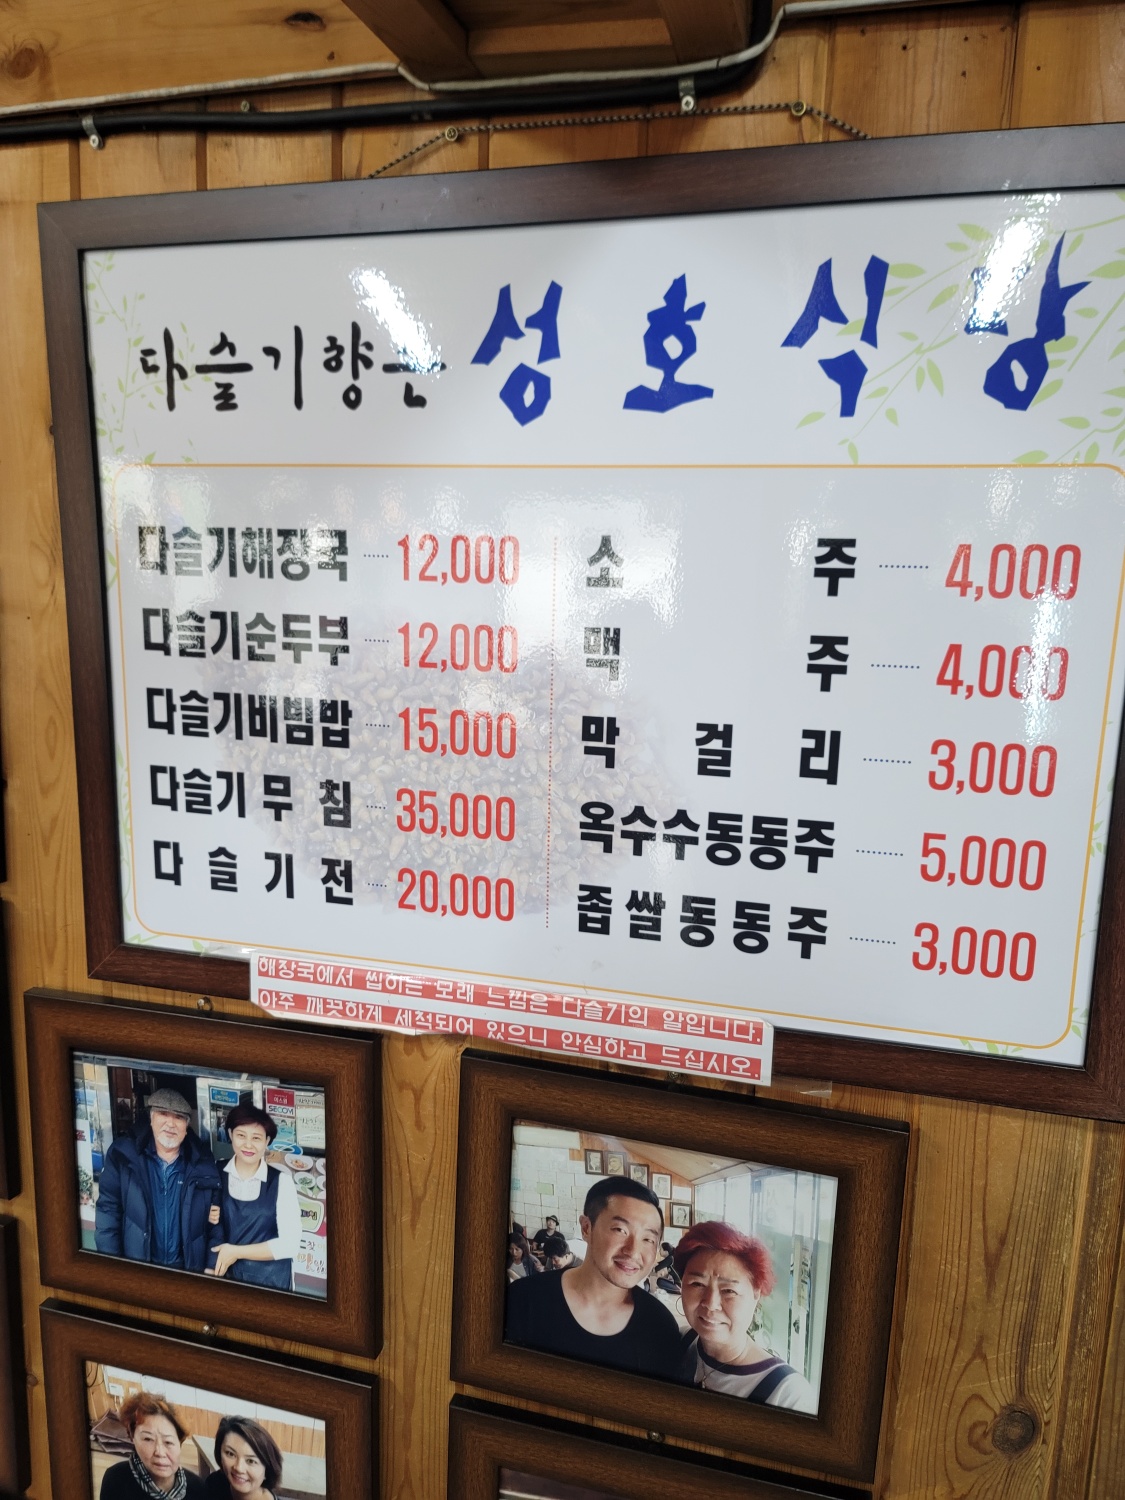 다슬기향은 성호식당
다슬기해장국 12,000
다슬기순두부 12,000
다슬기비빔밥 15,000
다슬기무침 35,000
다슬기전 20,000
소주 4,000
맥주 4,000
막걸리 3,000
옥수수동동주 5,000
좁쌀동동주 3,000
해장국에서 씹히는 모래 느낌은 다슬기의 알입니다.
아주 깨끗하게 세척되어 있으니 안심하고 드십시오.
SECOM